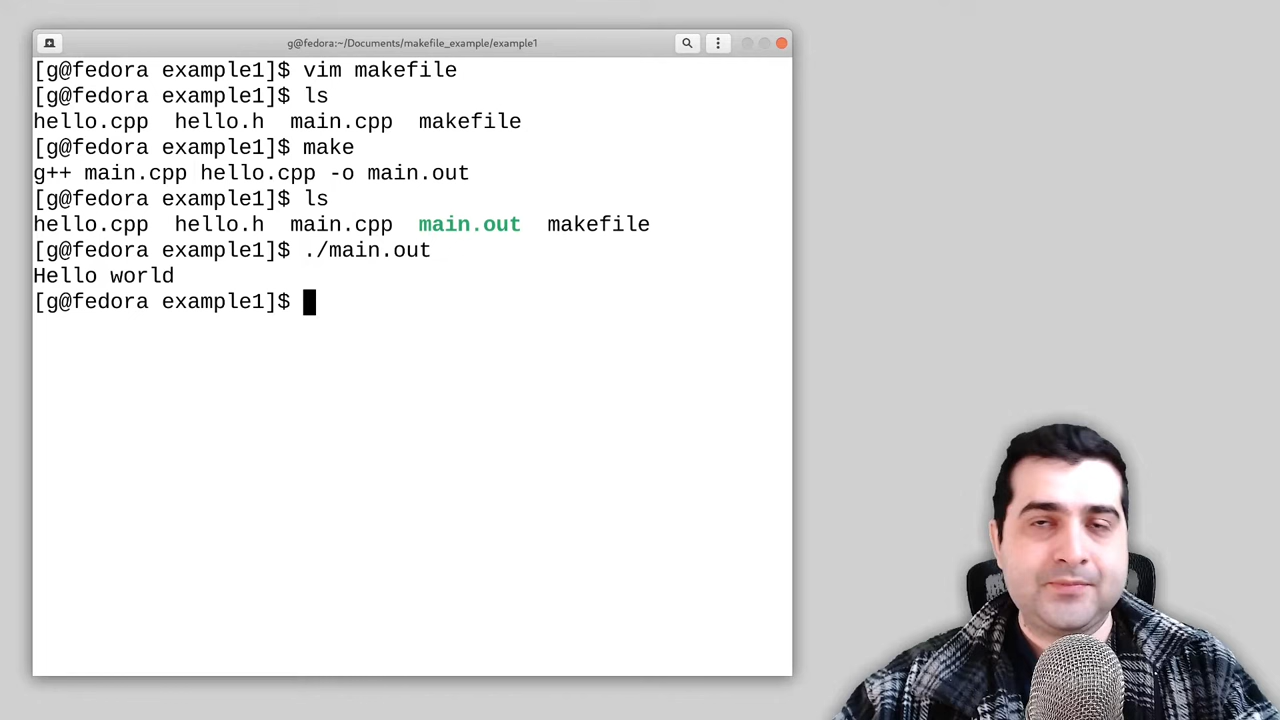 g@fedora:~/Documents/makefile_example/example1
[g@fedora example1]$ vim makefile
[g@fedora example1]$ ls
hello.cpp  hello.h  main.cpp  makefile
[g@fedora example1]$ make
g++ main.cpp hello.cpp -o main.out
[g@fedora example1]$ ls
hello.cpp  hello.h  main.cpp  main.out  makefile
[g@fedora example1]$ ./main.out
Hello world
[g@fedora example1]$